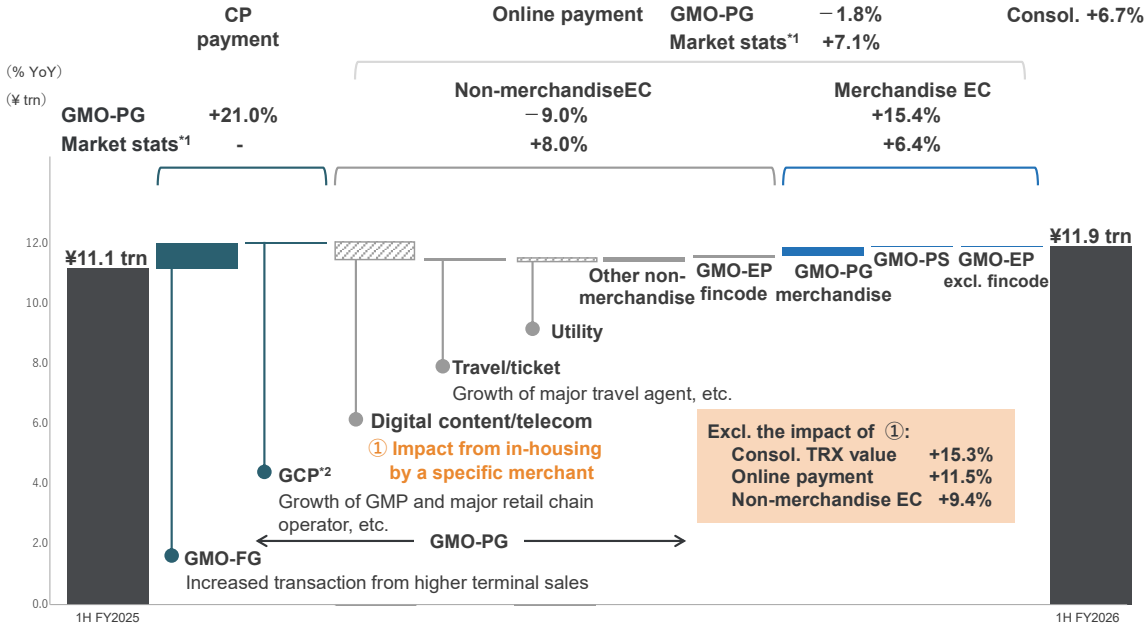 CP payment
Online payment GMO-PG －1.8%
Market stats*1 +7.1%
Consol. +6.7%
(% YoY)
(¥ trn)
Non-merchandiseEC
Merchandise EC
GMO-PG +21.0% －9.0% +15.4%
Market stats*1 - +8.0% +6.4%
12.0
10.0
8.0
6.0
4.0
2.0
0.0
¥11.1 trn
¥11.9 trn
Other non-merchandise
GMO-EP fincode
GMO-PG merchandise
GMO-PS
GMO-EP excl. fincode
Utility
Travel/ticket
Growth of major travel agent, etc.
Digital content/telecom
① Impact from in-housing
by a specific merchant
GCP*2
Growth of GMP and major retail chain
operator, etc.
GMO-PG
GMO-FG
Increased transaction from higher terminal sales
Excl. the impact of ①:
Consol. TRX value +15.3%
Online payment +11.5%
Non-merchandise EC +9.4%
1H FY2025
1H FY2026